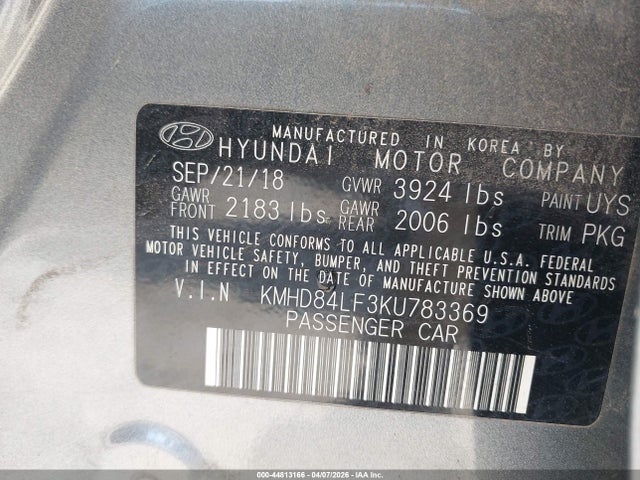 MANUFACTURED IN KOREA BY
HYUNDAI MOTOR COMPANY
SEP/21/18 GVWR 3924 lbs PAINT UYS
GAWR FRONT 2183 lbs GAWR REAR 2006 lbs TRIM PKG
THIS VEHICLE CONFORMS TO ALL APPLICABLE U.S.A. FEDERAL
MOTOR VEHICLE SAFETY, BUMPER, AND THEFT PREVENTION STANDARDS
IN EFFECT ON THE DATE OF MANUFACTURE SHOWN ABOVE.
V.I.N KMHD84LF3KU783369
PASSENGER CAR
000-44813166 - 04/07/2026 - IAA Inc.